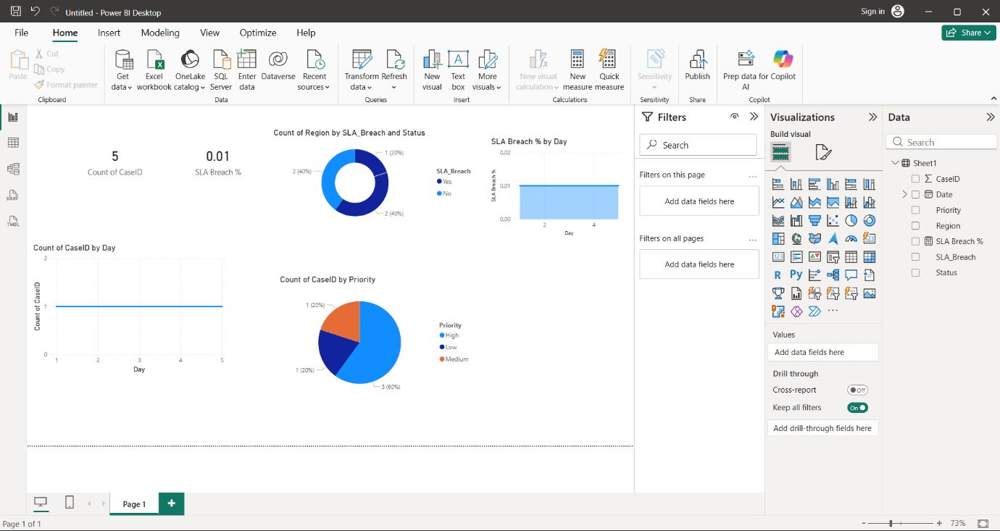 Untitled - Power BI Desktop
Sign in
File Home Insert Modeling View Optimize Help
Share
Paste
Cut
Copy
Format painter
Clipboard
Get data
Excel workbook
OneLake catalog
SQL Server
Enter data
Dataverse
Recent sources
Data
Transform data
Refresh
Queries
New visual
Text box
More visuals
Insert
New visual calculation
New measure
Quick measure
Calculations
Sensitivity
Sensitivity
Publish
Share
Prep data for AI
Copilot
Copilot
DAX
TMDL
5
Count of CaseID
0.01
SLA Breach %
Count of Region by SLA_Breach and Status
1 (20%)
2 (40%)
2 (40%)
SLA_Breach
Yes
No
SLA Breach % by Day
SLA Breach %
0.02
0.01
0.00
2 4
Day
Count of CaseID by Day
Count of CaseID
2
1
0
1 2 3 4 5
Day
Count of CaseID by Priority
1 (20%)
1 (20%)
3 (60%)
Priority
High
Low
Medium
Filters
Search
Filters on this page
...
Add data fields here
Filters on all pages
...
Add data fields here
Visualizations
Build visual
123
123
R
Py
...
Values
Add data fields here
Drill through
Cross-report
Off
Keep all filters
On
Add drill-through fields here
Data
Search
Sheet1
Σ CaseID
Date
Priority
Region
SLA Breach %
SLA_Breach
Status
Page 1
+
Page 1 of 1
- + 73%